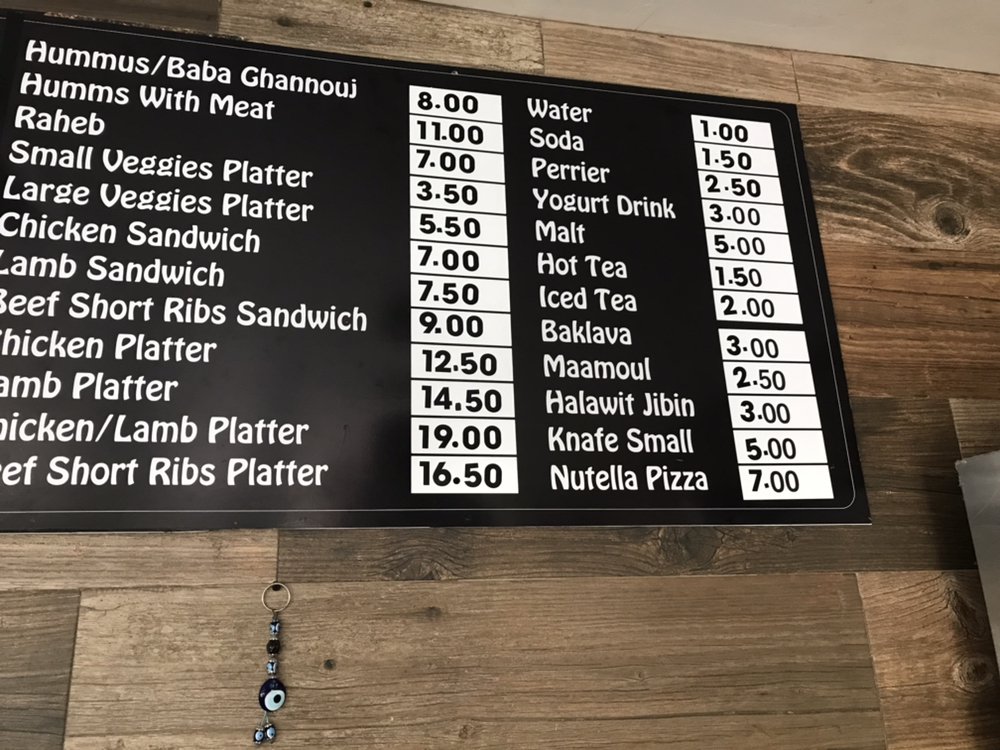 Hummus/Baba Ghannouj 8.00
Humms With Meat 11.00
Raheb 7.00
Small Veggies Platter 3.50
Large Veggies Platter 5.50
Chicken Sandwich 7.00
Lamb Sandwich 7.50
Beef Short Ribs Sandwich 9.00
hicken Platter 12.50
amb Platter 14.50
hicken/Lamb Platter 19.00
eef Short Ribs Platter 16.50
Water 1.00
Soda 1.50
Perrier 2.50
Yogurt Drink 3.00
Malt 5.00
Hot Tea 1.50
Iced Tea 2.00
Baklava 3.00
Maamoul 2.50
Halawit Jibin 3.00
Knafe Small 5.00
Nutella Pizza 7.00